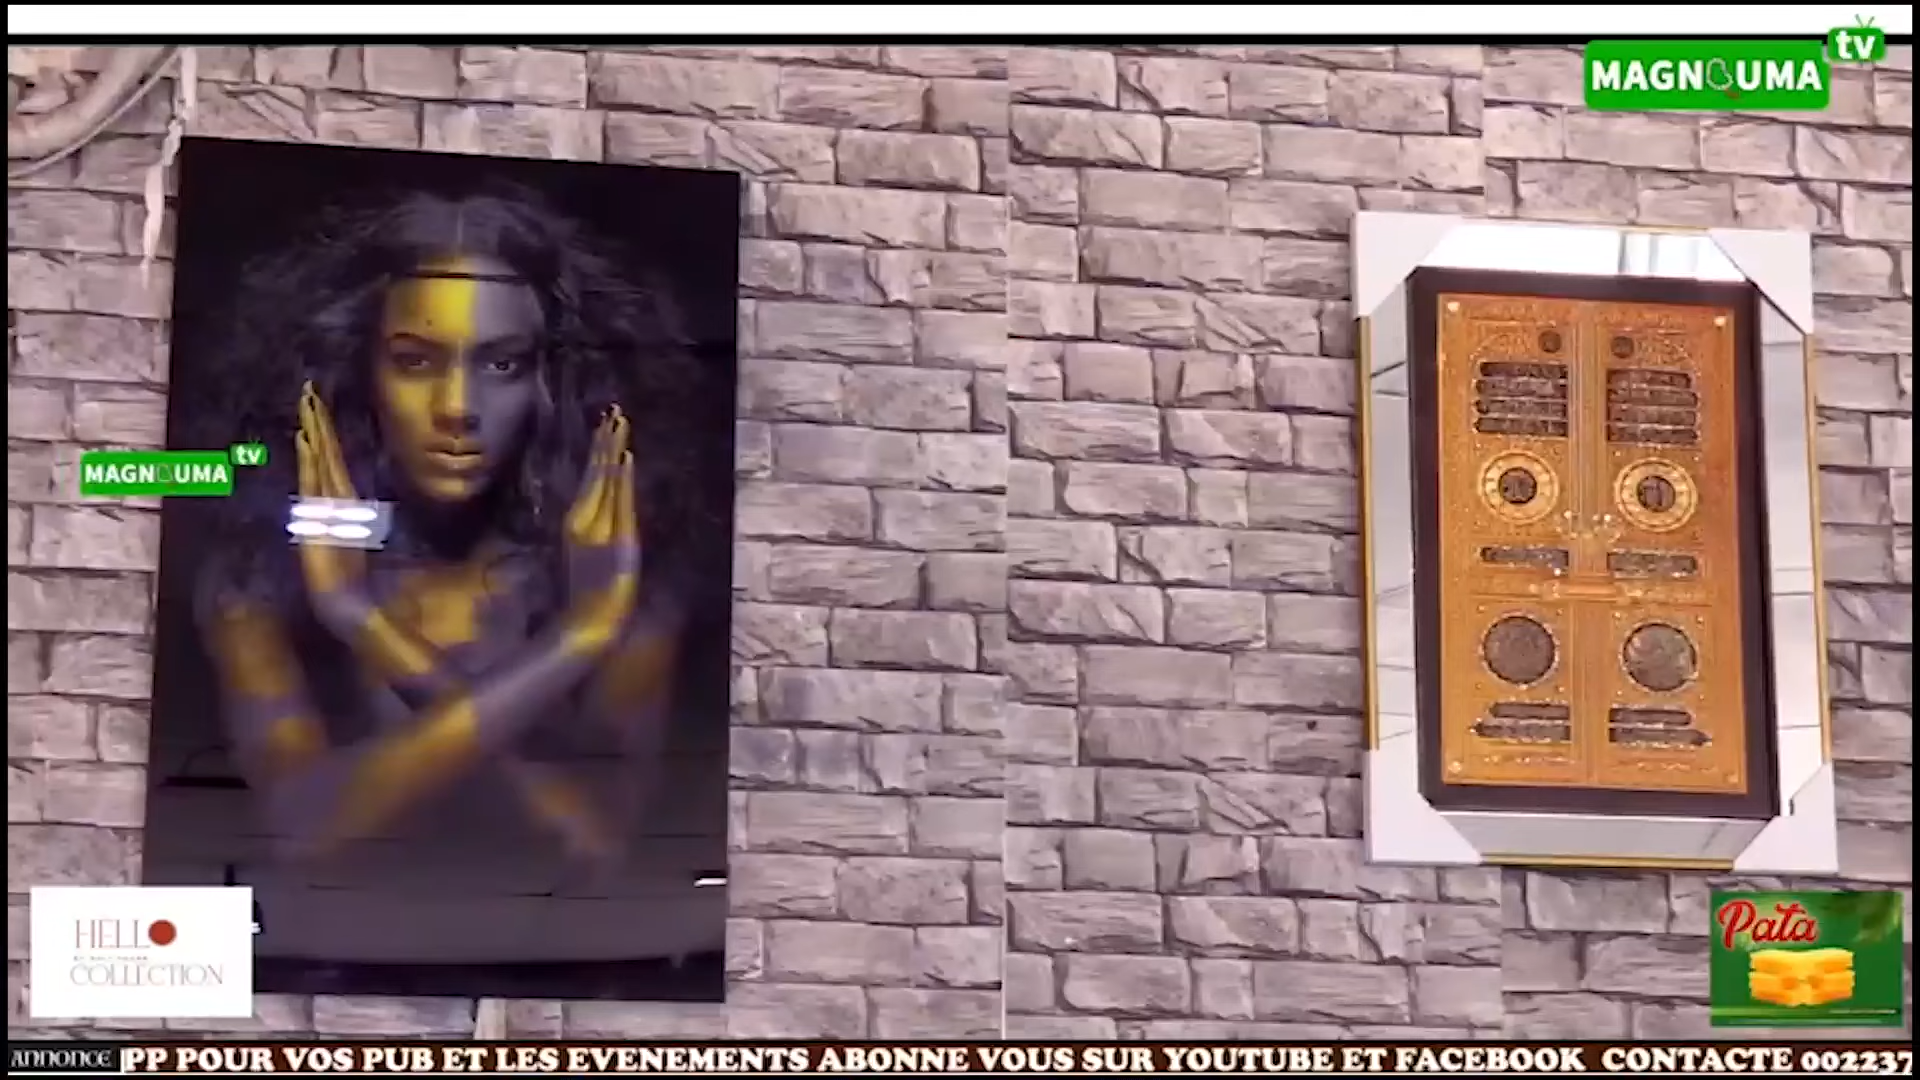 tv
MAGNOUMA
tv
MAGNOUMA
HELLO
COLLECTION
Pata
ANNONCE
PP POUR VOS PUB ET LES EVENEMENTS ABONNE VOUS SUR YOUTUBE ET FACEBOOK CONTACTE 002237